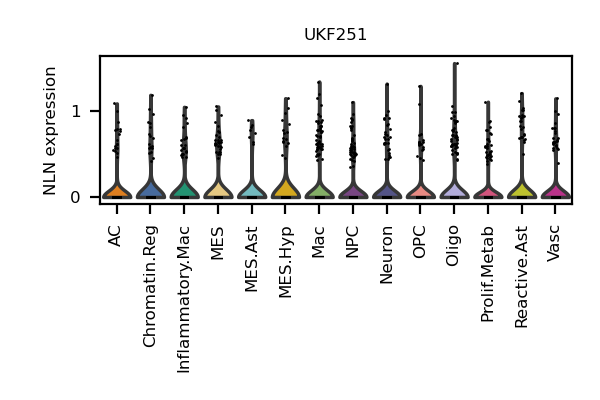 UKF251
NLN expression
1
0
AC
Chromatin.Reg
Inflammatory.Mac
MES
MES.Ast
MES.Hyp
Mac
NPC
Neuron
OPC
Oligo
Prolif.Metab
Reactive.Ast
Vasc